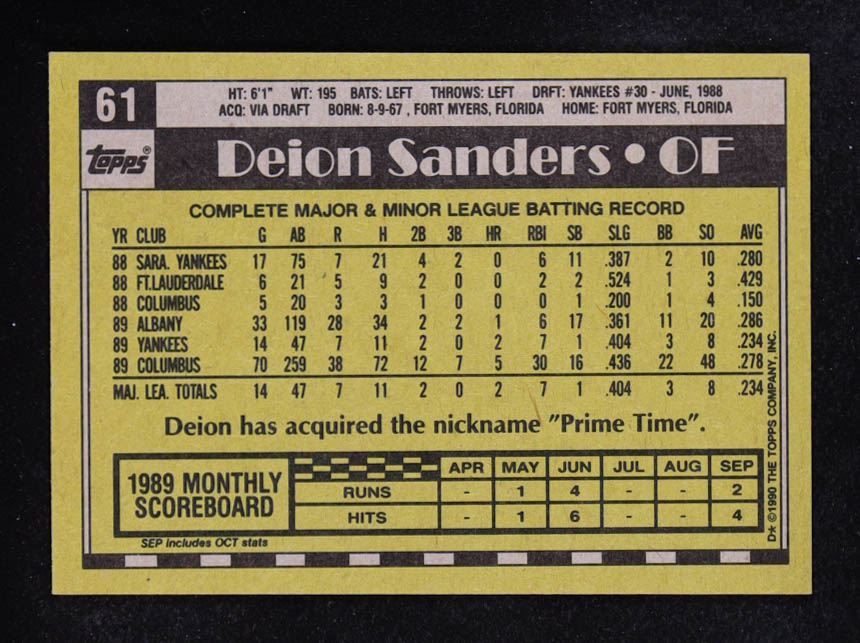 61
HT: 6'1" WT: 195 BATS: LEFT THROWS: LEFT DRFT: YANKEES #30 - JUNE, 1988
ACQ: VIA DRAFT BORN: 8-9-67 , FORT MYERS, FLORIDA HOME: FORT MYERS, FLORIDA
Topps®
Deion Sanders • OF
COMPLETE MAJOR & MINOR LEAGUE BATTING RECORD
YR CLUB G AB R H 2B 3B HR RBI SB SLG BB SO AVG
88 SARA. YANKEES 17 75 7 21 4 2 0 6 11 .387 2 10 .280
88 FT.LAUDERDALE 6 21 5 9 2 0 0 2 2 .524 1 3 .429
88 COLUMBUS 5 20 3 3 1 0 0 0 1 .200 1 4 .150
89 ALBANY 33 119 28 34 2 2 1 6 17 .361 11 20 .286
89 YANKEES 14 47 7 11 2 0 2 7 1 .404 3 8 .234
89 COLUMBUS 70 259 38 72 12 7 5 30 16 .436 22 48 .278
MAJ. LEA. TOTALS 14 47 7 11 2 0 2 7 1 .404 3 8 .234
Deion has acquired the nickname "Prime Time".
1989 MONTHLY
SCOREBOARD
APR MAY JUN JUL AUG SEP
RUNS - 1 4 - - 2
HITS - 1 6 - - 4
SEP includes OCT stats
D★ ©1990 THE TOPPS COMPANY, INC.